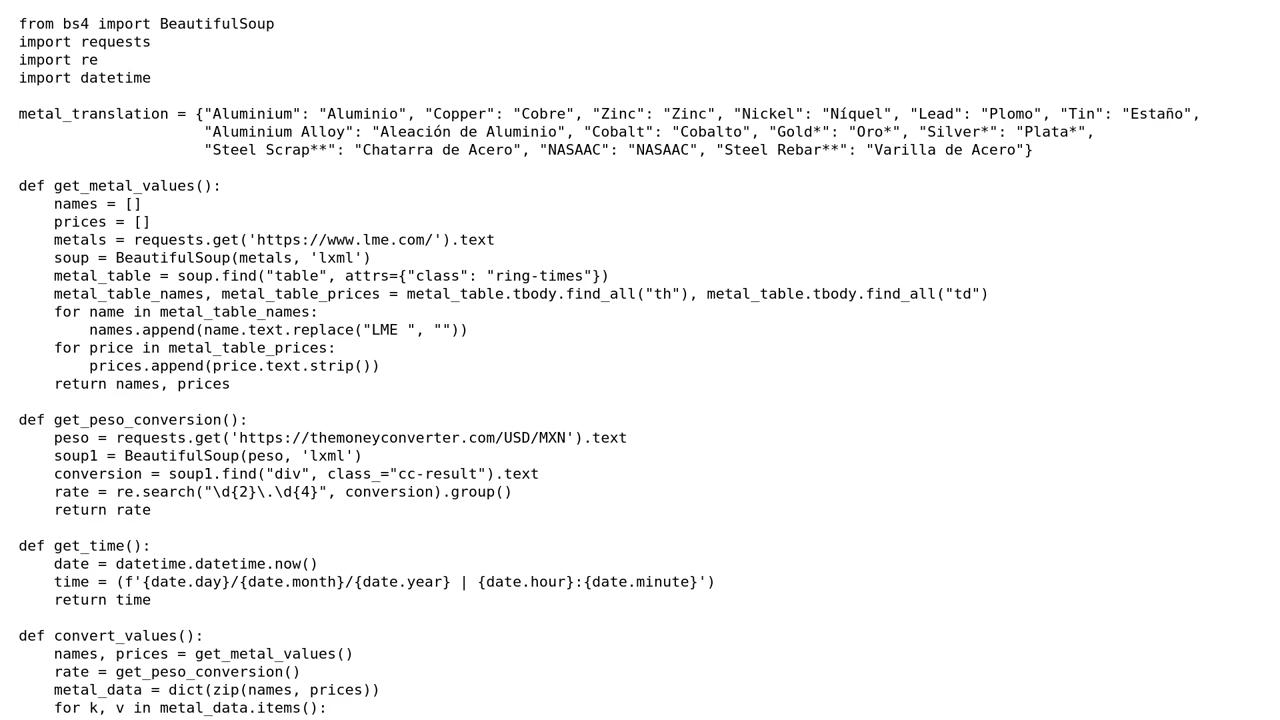 from bs4 import BeautifulSoup
import requests
import re
import datetime

metal_translation = {"Aluminium": "Aluminio", "Copper": "Cobre", "Zinc": "Zinc", "Nickel": "Níquel", "Lead": "Plomo", "Tin": "Estaño",
                     "Aluminium Alloy": "Aleación de Aluminio", "Cobalt": "Cobalto", "Gold*": "Oro*", "Silver*": "Plata*",
                     "Steel Scrap**": "Chatarra de Acero", "NASAAC": "NASAAC", "Steel Rebar**": "Varilla de Acero"}

def get_metal_values():
    names = []
    prices = []
    metals = requests.get('https://www.lme.com/').text
    soup = BeautifulSoup(metals, 'lxml')
    metal_table = soup.find("table", attrs={"class": "ring-times"})
    metal_table_names, metal_table_prices = metal_table.tbody.find_all("th"), metal_table.tbody.find_all("td")
    for name in metal_table_names:
        names.append(name.text.replace("LME ", ""))
    for price in metal_table_prices:
        prices.append(price.text.strip())
    return names, prices

def get_peso_conversion():
    peso = requests.get('https://themoneyconverter.com/USD/MXN').text
    soup1 = BeautifulSoup(peso, 'lxml')
    conversion = soup1.find("div", class_="cc-result").text
    rate = re.search("\d{2}\.\d{4}", conversion).group()
    return rate

def get_time():
    date = datetime.datetime.now()
    time = (f'{date.day}/{date.month}/{date.year} | {date.hour}:{date.minute}')
    return time

def convert_values():
    names, prices = get_metal_values()
    rate = get_peso_conversion()
    metal_data = dict(zip(names, prices))
    for k, v in metal_data.items():